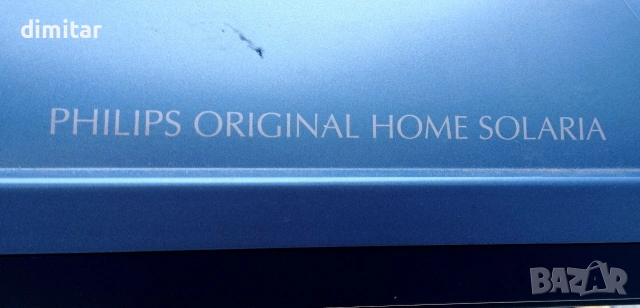 dimitar
PHILIPS ORIGINAL HOME SOLARIA
BAZAR